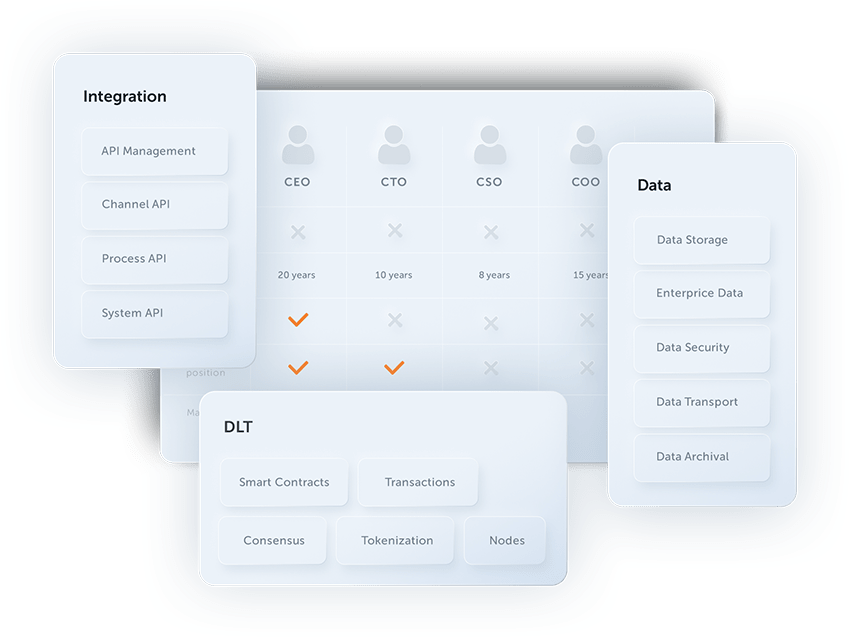 Integration
API Management
Channel API
Process API
System API
CEO CTO CSO COO
20 years 10 years 8 years 15 years
position
Data
Data Storage
Enterprice Data
Data Security
Data Transport
Data Archival
DLT
Smart Contracts Transactions
Consensus Tokenization Nodes